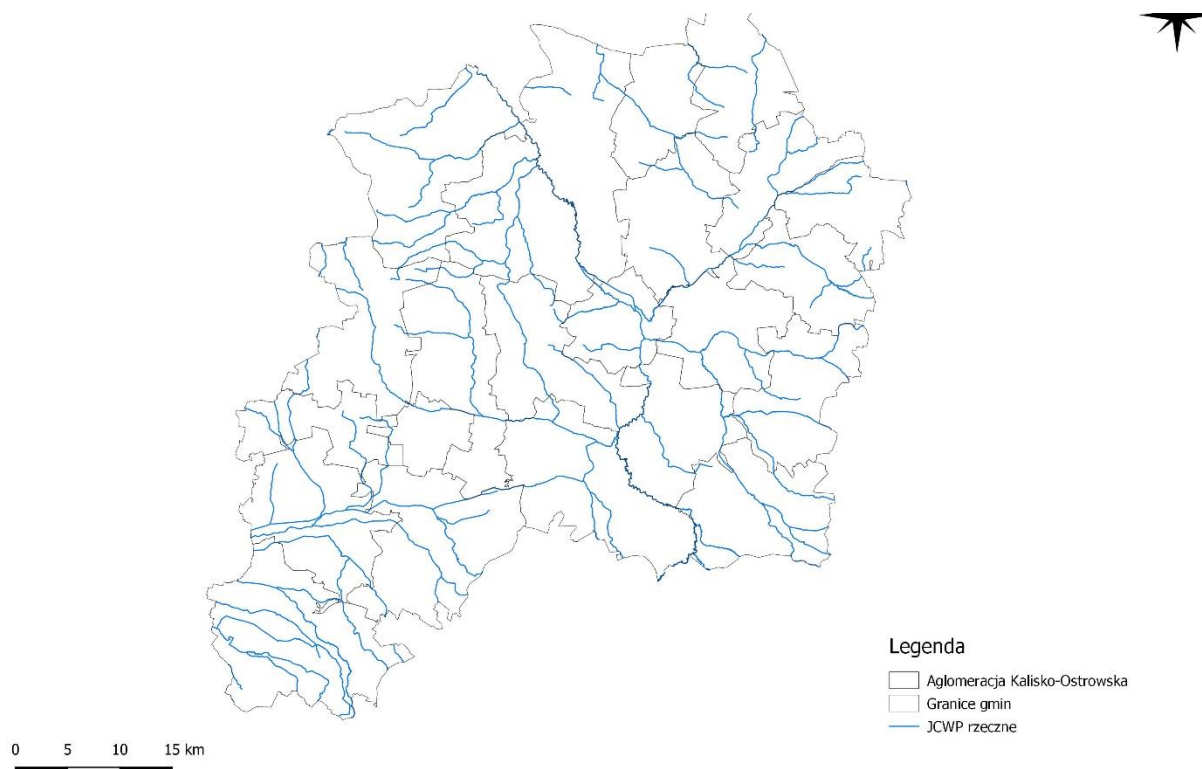 Legenda
Aglomeracja Kalisko-Ostrowska
Granice gmin
JCWP rzeczne
0 5 10 15 km